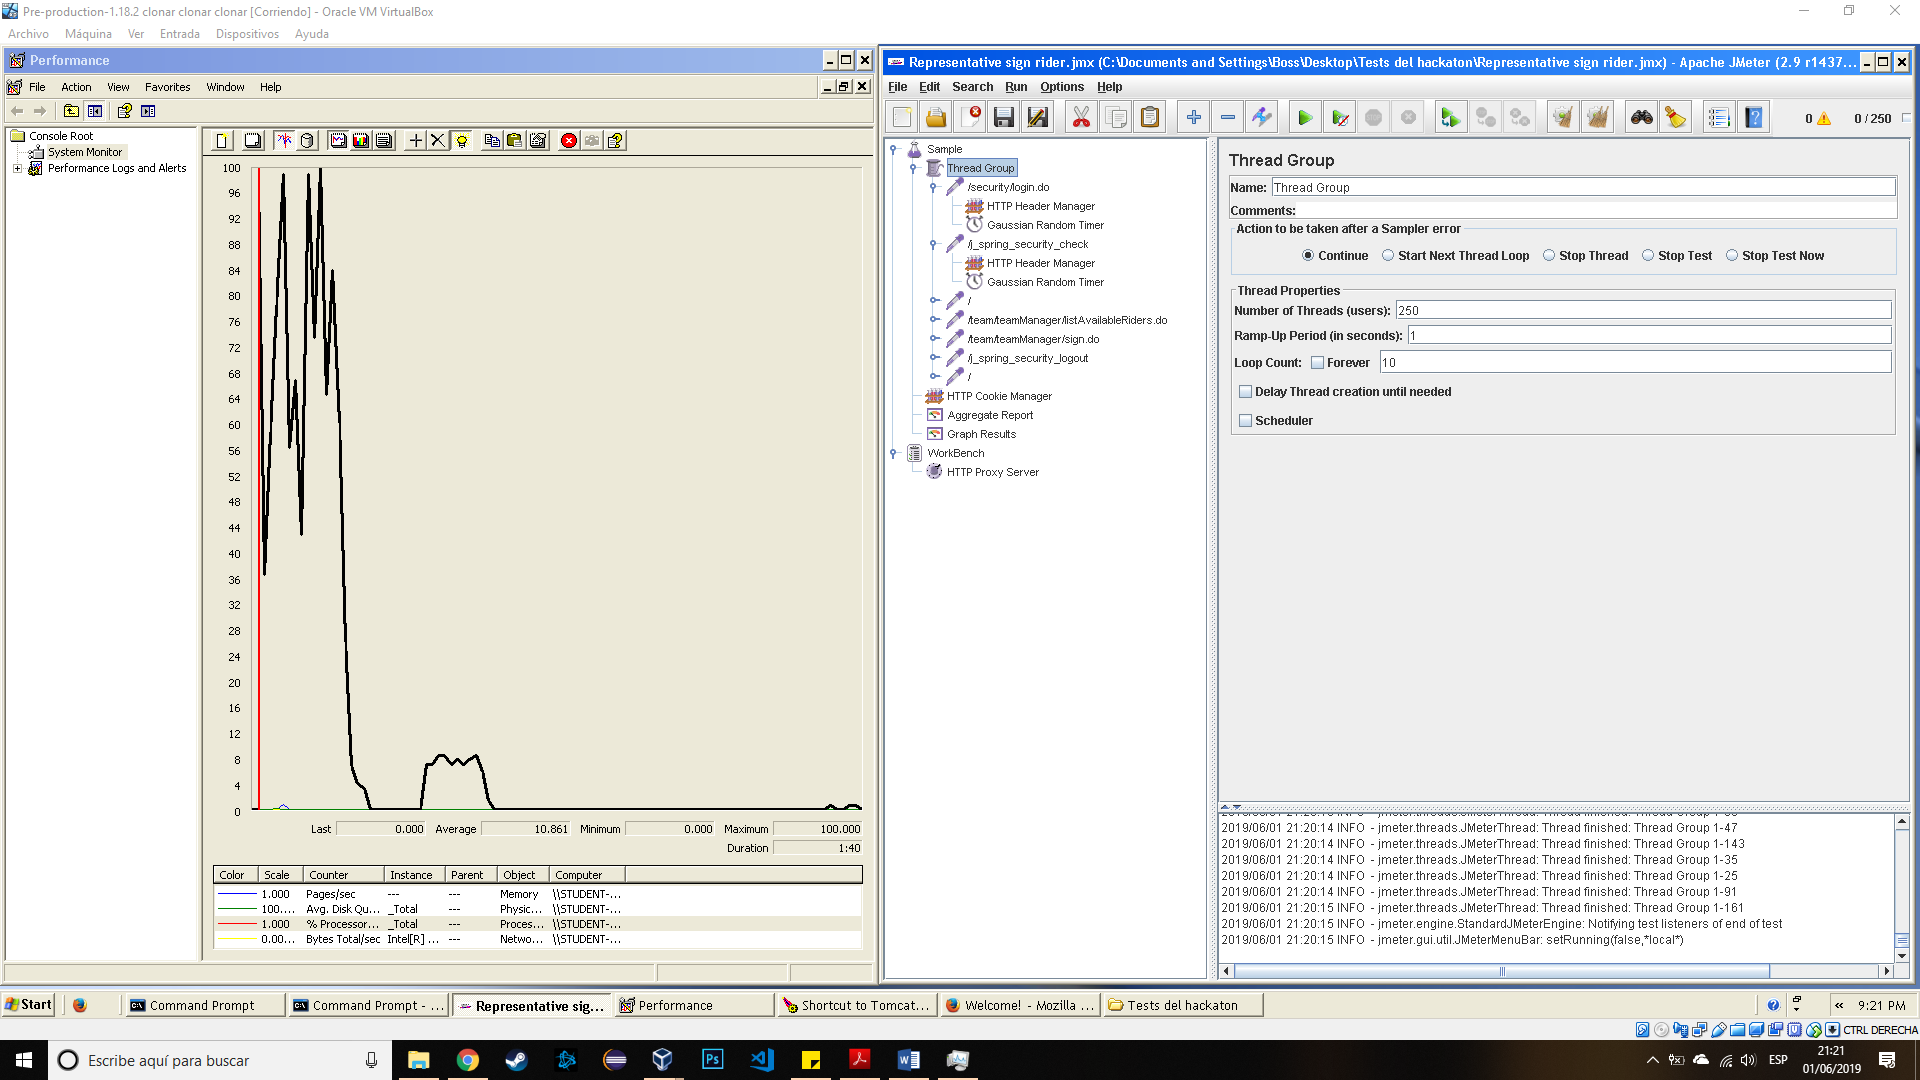 Pre-production-1.18.2 clonar clonar clonar [Corriendo] - Oracle VM VirtualBox
Archivo Máquina Ver Entrada Dispositivos Ayuda
Performance
File Action View Favorites Window Help
Console Root
System Monitor
Performance Logs and Alerts
100
96
92
88
84
80
76
72
68
64
60
56
52
48
44
40
36
32
28
24
20
16
12
8
4
0
Last 0.000 Average 10.861 Minimum 0.000 Maximum 100.000
Duration 1:40
Color Scale Counter Instance Parent Object Computer
1.000 Pages/sec --- --- Memory \\STUDENT-...
100.... Avg. Disk Qu... _Total --- Physic... \\STUDENT-...
1.000 % Processor... _Total --- Proces... \\STUDENT-...
0.00... Bytes Total/sec Intel[R] ... --- Netwo... \\STUDENT-...
Representative sign rider.jmx (C:\Documents and Settings\Boss\Desktop\Tests del hackaton\Representative sign rider.jmx) - Apache JMeter (2.9 r1437...
File Edit Search Run Options Help
0 0 / 250
Sample
Thread Group
/security/login.do
HTTP Header Manager
Gaussian Random Timer
/j_spring_security_check
HTTP Header Manager
Gaussian Random Timer
/
/team/teamManager/listAvailableRiders.do
/team/teamManager/sign.do
/j_spring_security_logout
/
HTTP Cookie Manager
Aggregate Report
Graph Results
WorkBench
HTTP Proxy Server
Thread Group
Name: Thread Group
Comments:
Action to be taken after a Sampler error
Continue Start Next Thread Loop Stop Thread Stop Test Stop Test Now
Thread Properties
Number of Threads (users): 250
Ramp-Up Period (in seconds): 1
Loop Count: Forever 10
Delay Thread creation until needed
Scheduler
2019/06/01 21:20:14 INFO - jmeter.threads.JMeterThread: Thread finished: Thread Group 1-47
2019/06/01 21:20:14 INFO - jmeter.threads.JMeterThread: Thread finished: Thread Group 1-143
2019/06/01 21:20:14 INFO - jmeter.threads.JMeterThread: Thread finished: Thread Group 1-35
2019/06/01 21:20:14 INFO - jmeter.threads.JMeterThread: Thread finished: Thread Group 1-25
2019/06/01 21:20:14 INFO - jmeter.threads.JMeterThread: Thread finished: Thread Group 1-91
2019/06/01 21:20:15 INFO - jmeter.threads.JMeterThread: Thread finished: Thread Group 1-161
2019/06/01 21:20:15 INFO - jmeter.engine.StandardJMeterEngine: Notifying test listeners of end of test
2019/06/01 21:20:15 INFO - jmeter.gui.util.JMeterMenuBar: setRunning(false,*local*)
Start Command Prompt Command Prompt - ... Representative sig... Performance Shortcut to Tomcat... Welcome! - Mozilla ... Tests del hackaton « 9:21 PM
CTRL DERECHA
Escribe aquí para buscar
ESP
21:21
01/06/2019